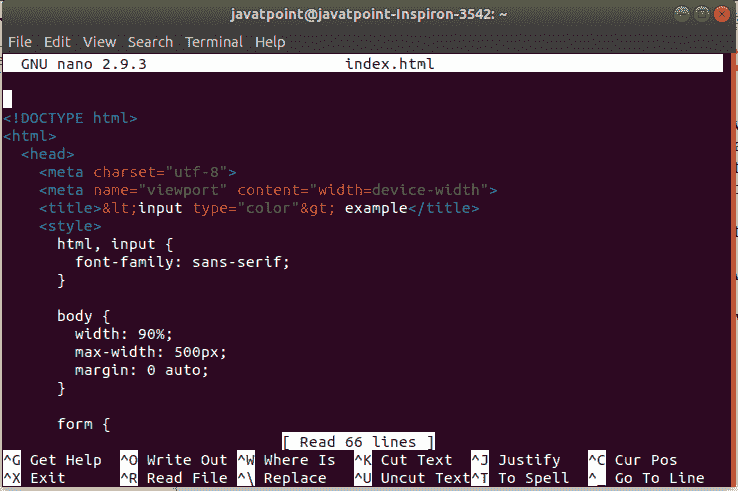 javatpoint@javatpoint-Inspiron-3542: ~
File Edit View Search Terminal Help
GNU nano 2.9.3 index.html
<!DOCTYPE html>
<html>
<head>
<meta charset="utf-8">
<meta name="viewport" content="width=device-width">
<title>&lt;input type="color"&gt; example</title>
<style>
html, input {
font-family: sans-serif;
}
body {
width: 90%;
max-width: 500px;
margin: 0 auto;
}
form {
[ Read 66 lines ]
^G Get Help ^O Write Out ^W Where Is ^K Cut Text ^J Justify ^C Cur Pos
^X Exit ^R Read File ^\ Replace ^U Uncut Text ^T To Spell ^_ Go To Line